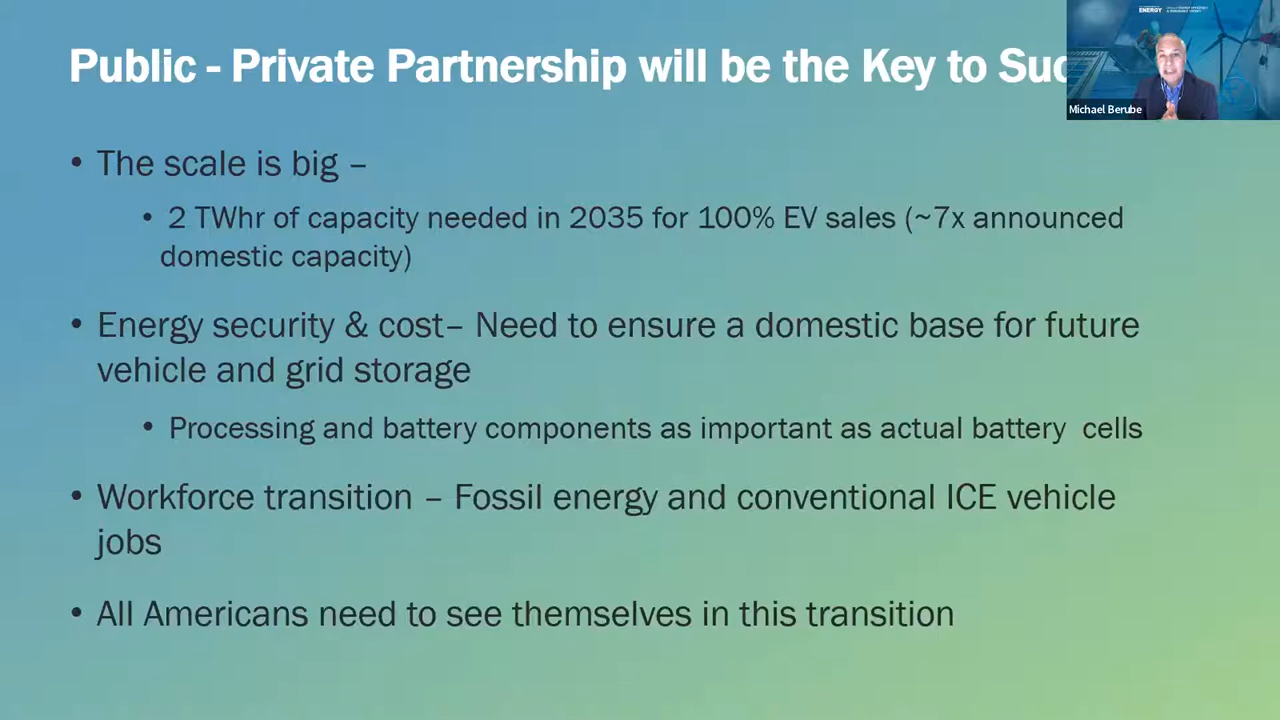 Public - Private Partnership will be the Key to
ENERGY
Michael Berube
• The scale is big –
• 2 TWhr of capacity needed in 2035 for 100% EV sales (~7x announced
domestic capacity)
• Energy security & cost– Need to ensure a domestic base for future
vehicle and grid storage
• Processing and battery components as important as actual battery cells
• Workforce transition – Fossil energy and conventional ICE vehicle
jobs
• All Americans need to see themselves in this transition